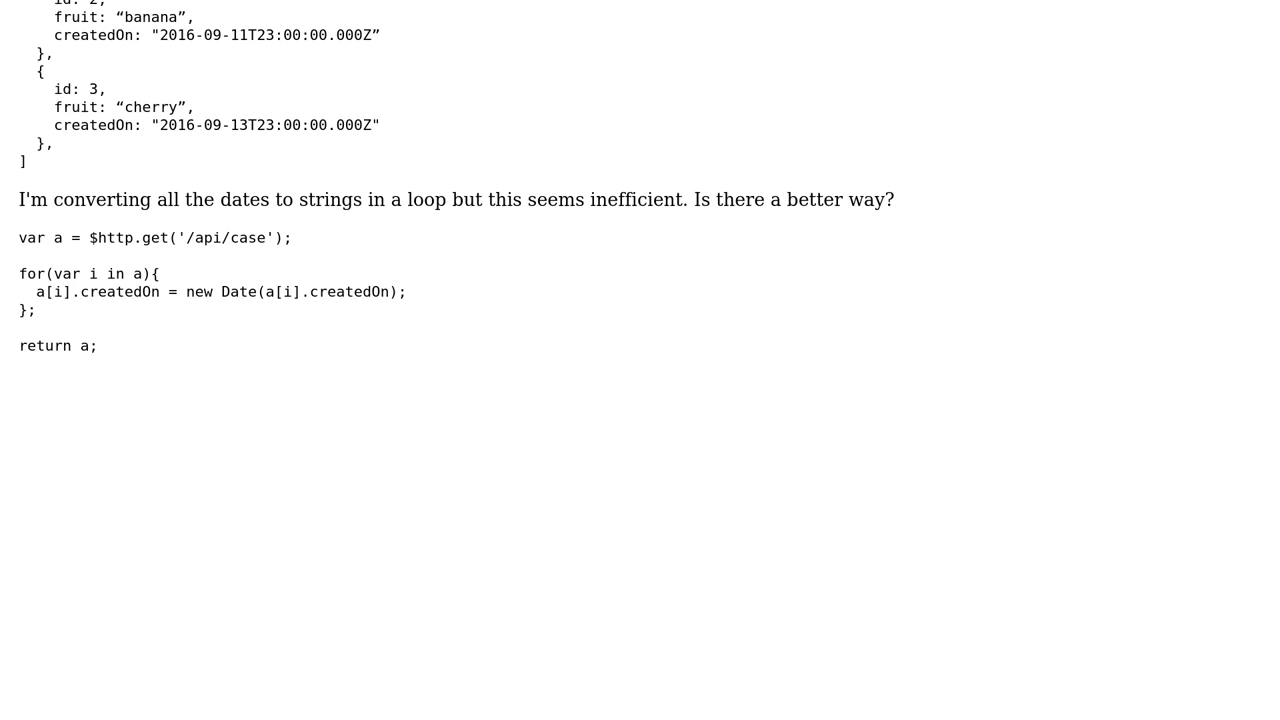 id: 2,
fruit: “banana”,
createdOn: "2016-09-11T23:00:00.000Z”
},
{
id: 3,
fruit: “cherry”,
createdOn: "2016-09-13T23:00:00.000Z"
},
]
I'm converting all the dates to strings in a loop but this seems inefficient. Is there a better way?
var a = $http.get('/api/case');
for(var i in a){
a[i].createdOn = new Date(a[i].createdOn);
};
return a;